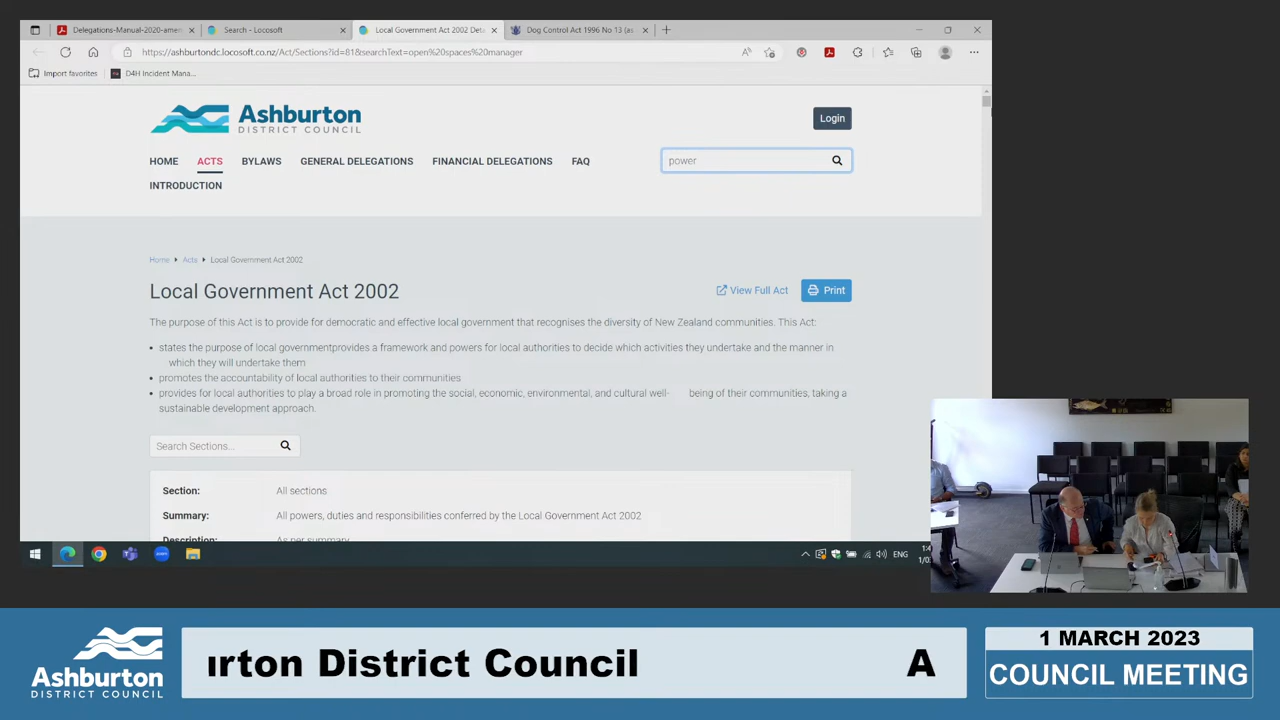 Delegations-Manual-2020-amen
Search - Locosoft
Local Government Act 2002 Deta
Dog Control Act 1996 No 13 (as
https://ashburtondc.locosoft.co.nz/Act/Sections?id=81&searchText=open%20spaces%20manager
Import favorites
D4H Incident Mana...
Ashburton
DISTRICT COUNCIL
Login
HOME ACTS BYLAWS GENERAL DELEGATIONS FINANCIAL DELEGATIONS FAQ
power
INTRODUCTION
Home Acts Local Government Act 2002
Local Government Act 2002
View Full Act
Print
The purpose of this Act is to provide for democratic and effective local government that recognises the diversity of New Zealand communities. This Act:
• states the purpose of local governmentprovides a framework and powers for local authorities to decide which activities they undertake and the manner in
which they will undertake them
• promotes the accountability of local authorities to their communities
• provides for local authorities to play a broad role in promoting the social, economic, environmental, and cultural well- being of their communities, taking a
sustainable development approach.
Search Sections...
Section: All sections
Summary: All powers, duties and responsibilities conferred by the Local Government Act 2002
Description: As per summary
ENG
Ashburton
DISTRICT COUNCIL
rton District Council A
1 MARCH 2023
COUNCIL MEETING